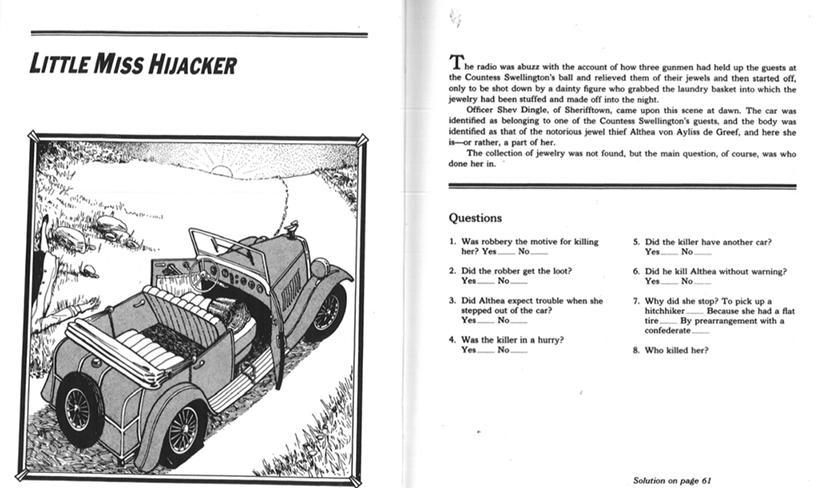 LITTLE MISS HIJACKER
The radio was abuzz with the account of how three gunmen had held up the guests at
the Countess Swellington's ball and relieved them of their jewels and then started off,
only to be shot down by a dainty figure who grabbed the laundry basket into which the
jewelry had been stuffed and made off into the night.
Officer Shev Dingle, of Sherifftown, came upon this scene at dawn. The car was
identified as belonging to one of the Countess Swellington's guests, and the body was
identified as that of the notorious jewel thief Althea von Ayliss de Greef, and here she
is—or rather, a part of her.
The collection of jewelry was not found, but the main question, of course, was who
done her in.
Questions
1. Was robbery the motive for killing
her? Yes____ No____
2. Did the robber get the loot?
Yes____ No____
3. Did Althea expect trouble when she
stepped out of the car?
Yes____ No____
4. Was the killer in a hurry?
Yes____ No____
5. Did the killer have another car?
Yes____ No____
6. Did he kill Althea without warning?
Yes____ No____
7. Why did she stop? To pick up a
hitchhiker____ Because she had a flat
tire____ By prearrangement with a
confederate____
8. Who killed her?
Solution on page 61